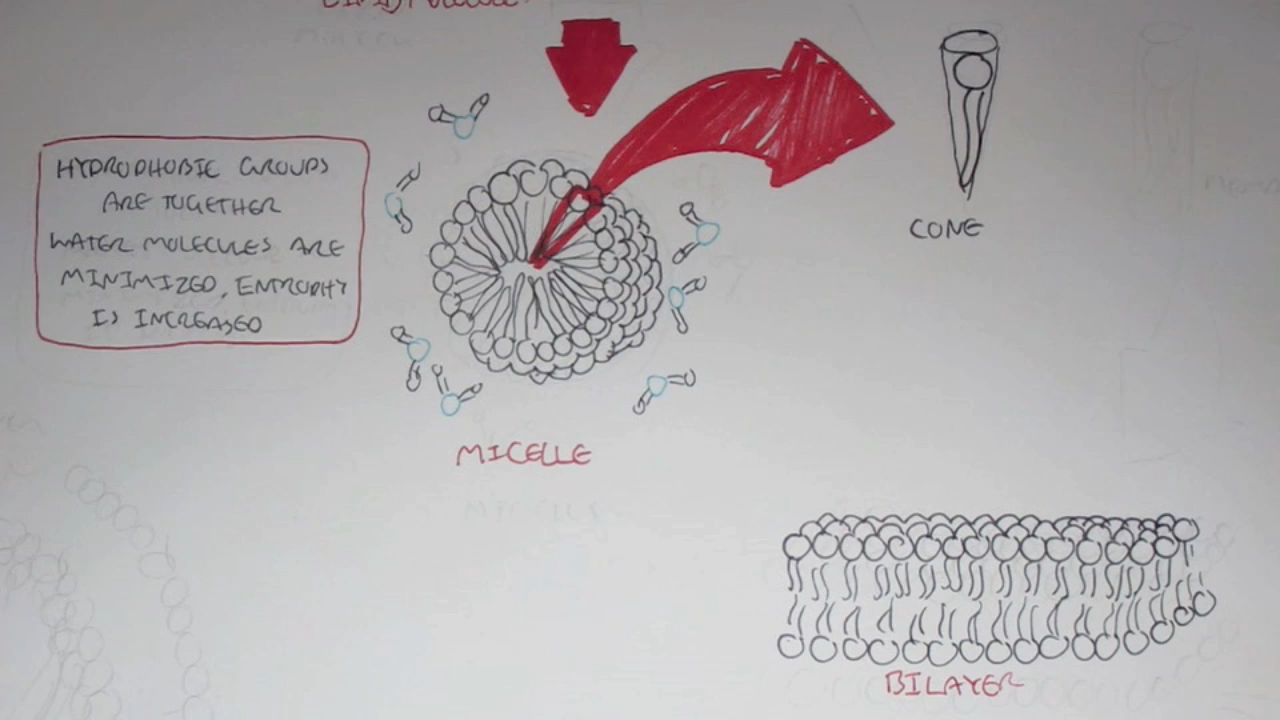 HYDROPHOBIC GROUPS
ARE TOGETHER
WATER MOLECULES ARE
MINIMIZED, ENTROPHY
IS INCREASED
CONE
MICELLE
BILAYER